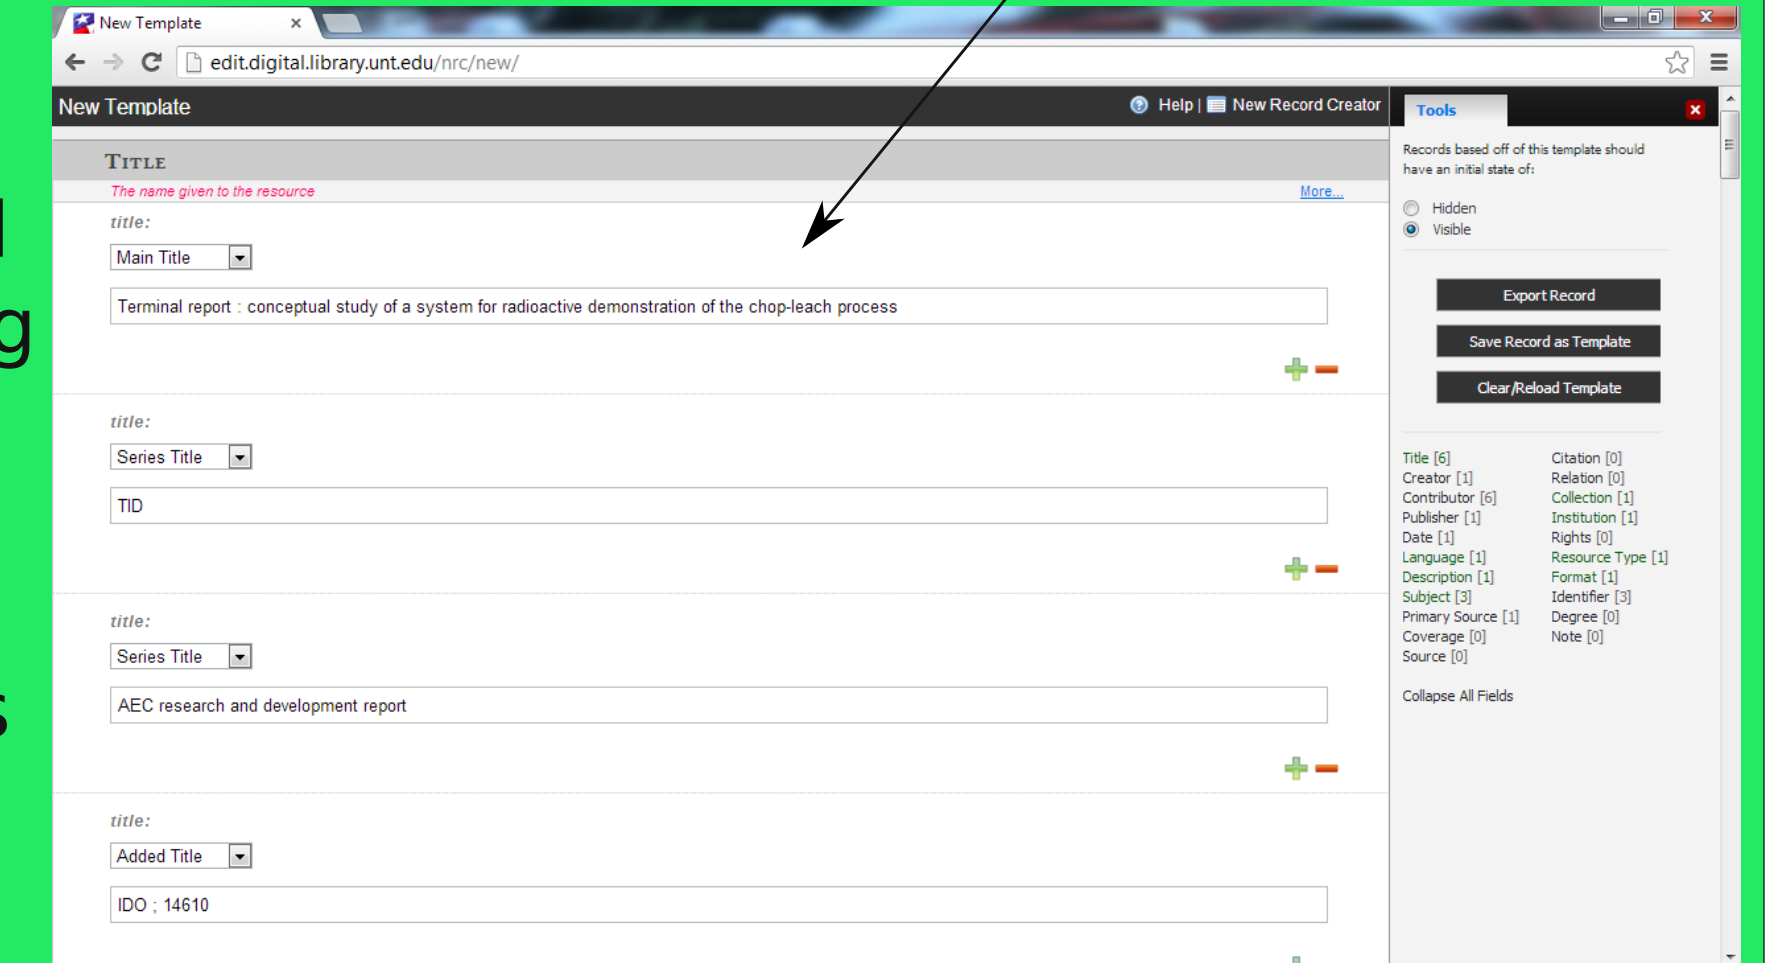 New Template
edit.digital.library.unt.edu/nrc/new/
New Template
Help | New Record Creator
TITLE
The name given to the resource
More...
title:
Main Title
Terminal report : conceptual study of a system for radioactive demonstration of the chop-leach process
title:
Series Title
TID
title:
Series Title
AEC research and development report
title:
Added Title
IDO ; 14610
Tools
Records based off of this template should
have an initial state of:
Hidden
Visible
Export Record
Save Record as Template
Clear/Reload Template
Title [6]
Creator [1]
Contributor [6]
Publisher [1]
Date [1]
Language [1]
Description [1]
Subject [3]
Primary Source [1]
Coverage [0]
Source [0]
Citation [0]
Relation [0]
Collection [1]
Institution [1]
Rights [0]
Resource Type [1]
Format [1]
Identifier [3]
Degree [0]
Note [0]
Collapse All Fields